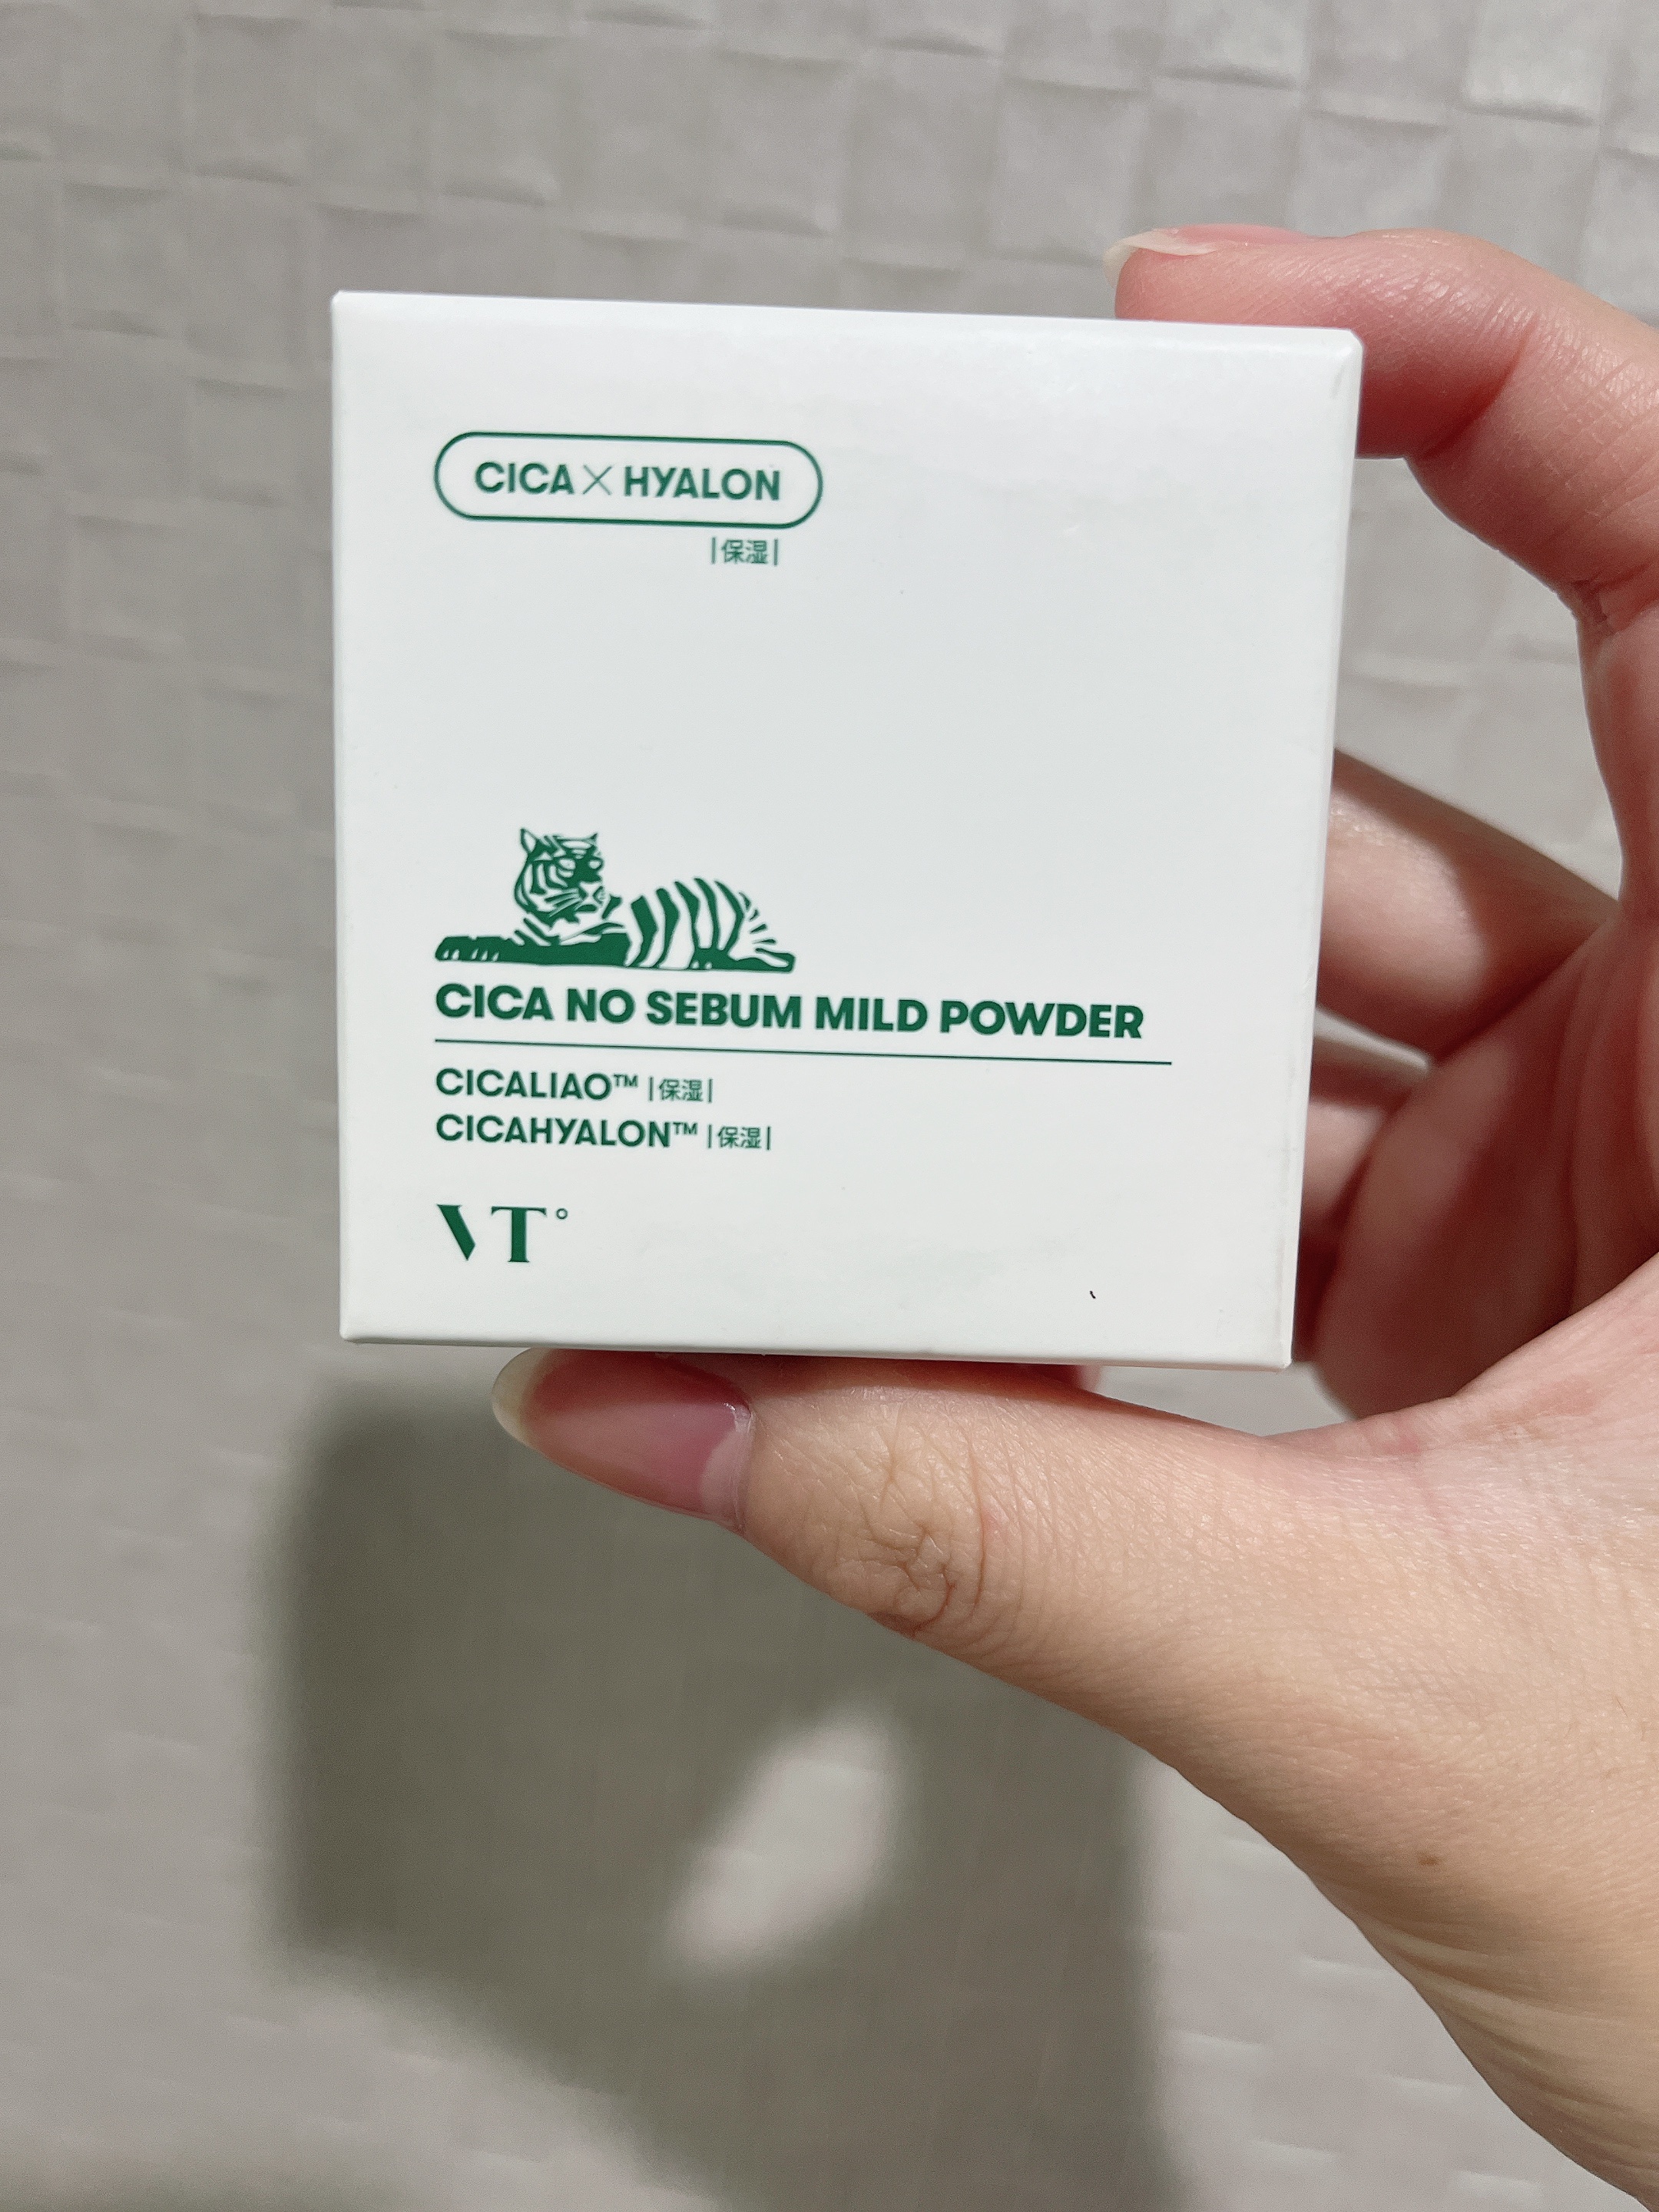 CICA×HYALON
|保湿|
CICA NO SEBUM MILD POWDER
CICALIAO™ |保湿|
CICAHYALON™ |保湿|
VT°